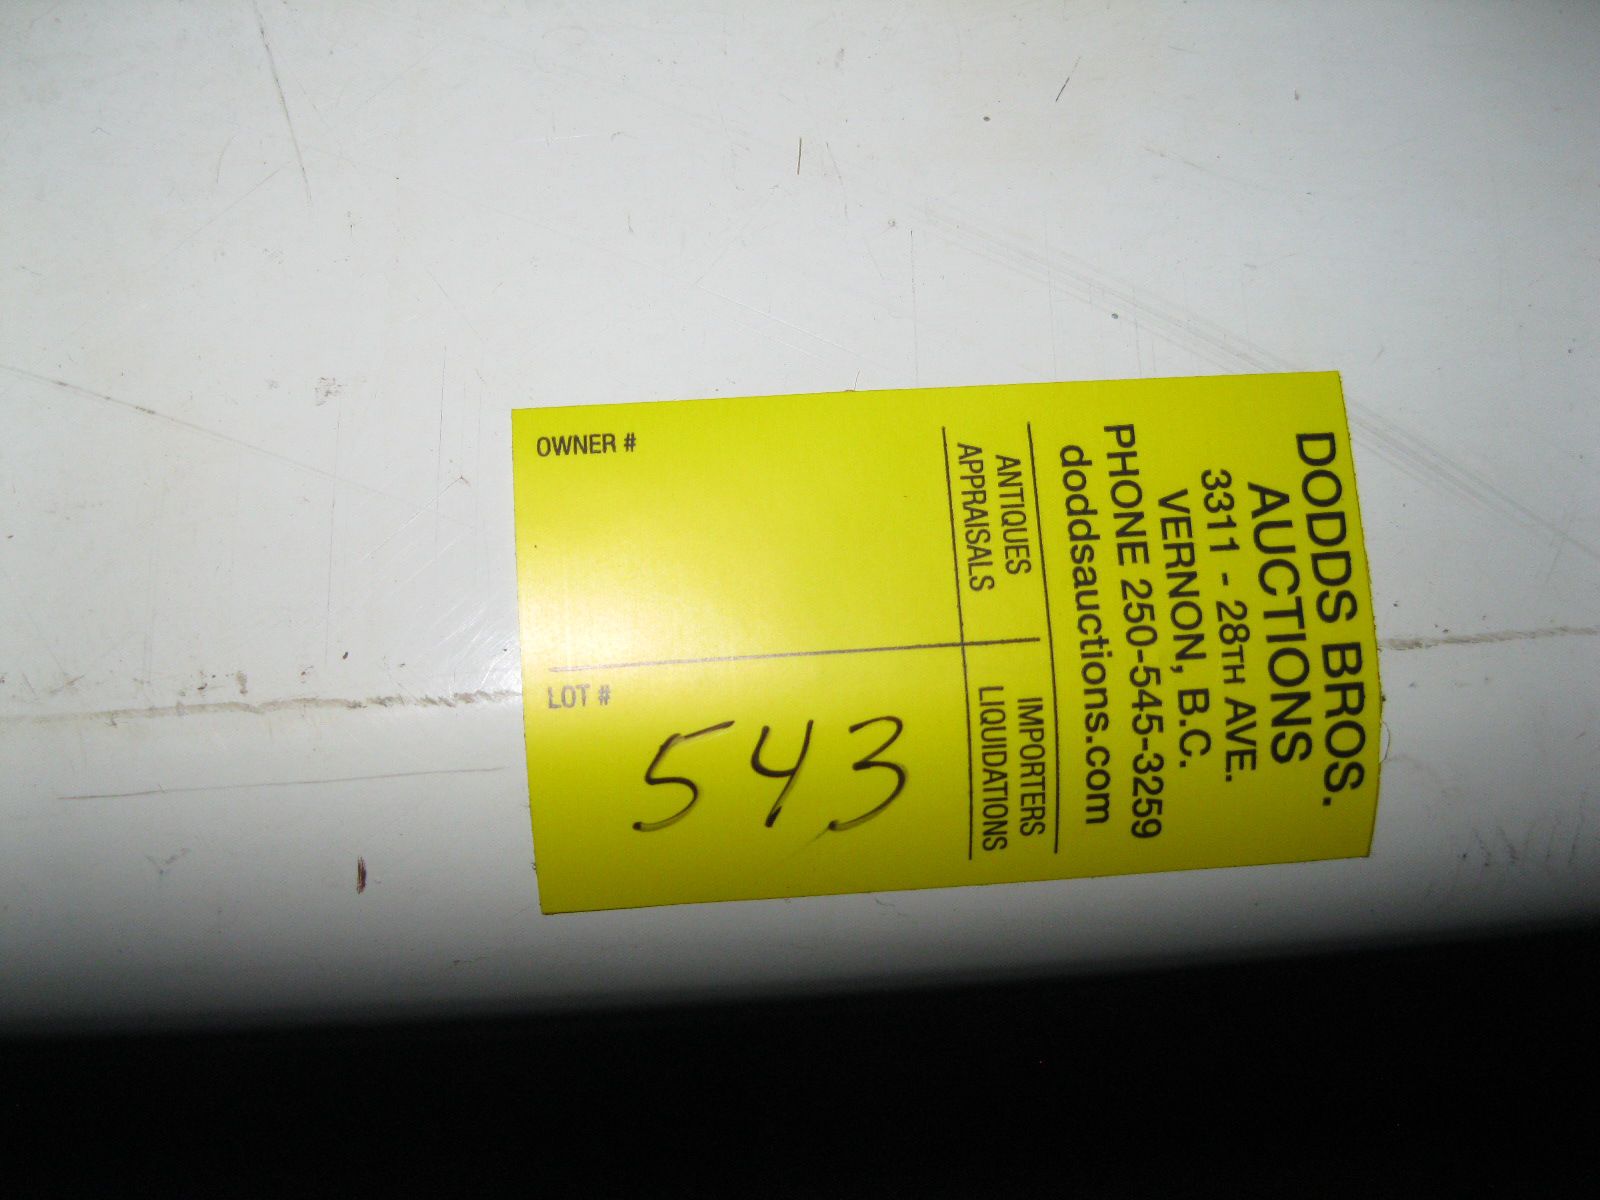 DODDS BROS.
AUCTIONS
3311 - 28TH AVE.
VERNON, B.C.
PHONE 250-545-3259
doddsauctions.com
ANTIQUES IMPORTERS
APPRAISALS LIQUIDATIONS
OWNER #
LOT #
543